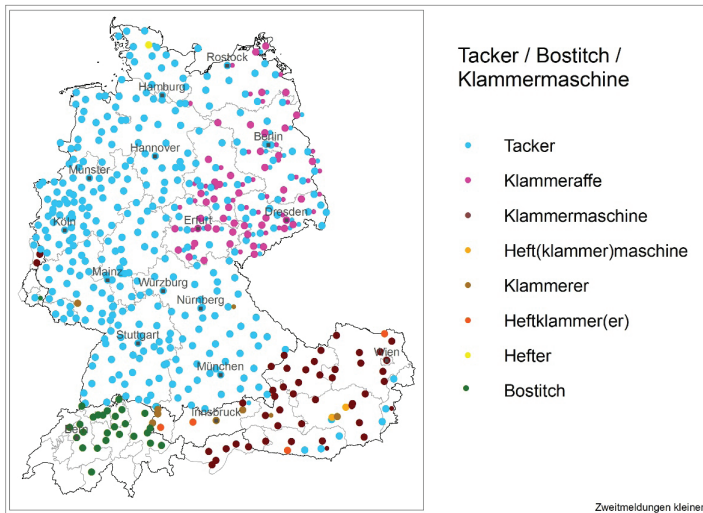 Tacker / Bostitch /
Klammermaschine
Tacker
Klammeraffe
Klammermaschine
Heft(klammer)maschine
Klammerer
Heftklammer(er)
Hefter
Bostitch
Rostock
Hamburg
Berlin
Hannover
Münster
Köln
Erfurt
Dresden
Mainz
Würzburg
Nürnberg
Stuttgart
München
Wien
Innsbruck
Bern
Zweitmeldungen kleiner